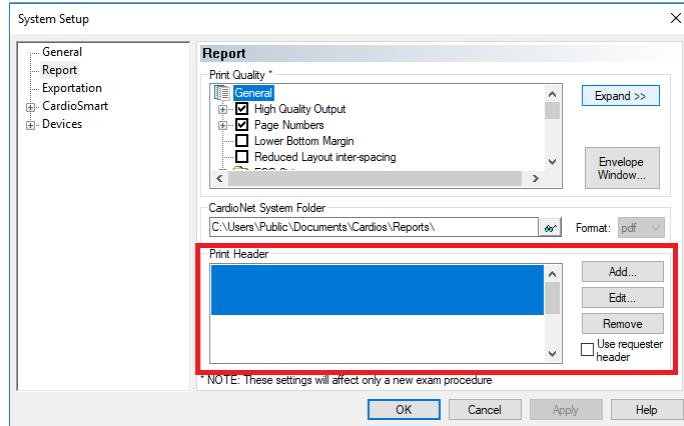 System Setup
General
Report
Exportation
CardioSmart
Devices
Report
Print Quality *
General
High Quality Output
Page Numbers
Lower Bottom Margin
Reduced Layout inter-spacing
Expand >>
Envelope
Window...
CardioNet System Folder
C:\Users\Public\Documents\Cardios\Reports\
Format: pdf
Print Header
Add...
Edit...
Remove
Use requester
header
* NOTE: These settings will affect only a new exam procedure
OK Cancel Apply Help